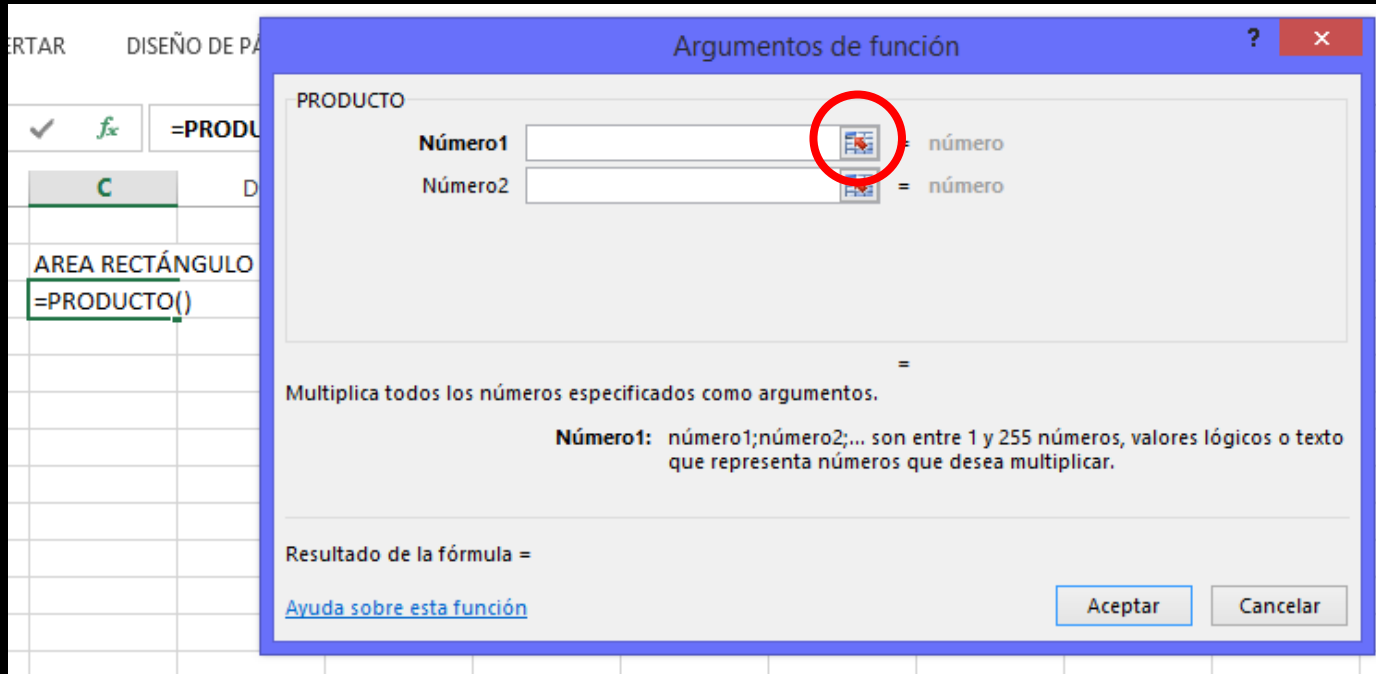 ERTAR DISEÑO DE PÁ
Argumentos de función ?
fx =PRODU
PRODUCTO
Número1 = número
Número2 = número
C D
AREA RECTÁNGULO
=PRODUCTO()
=
Multiplica todos los números especificados como argumentos.
Número1: número1;número2;... son entre 1 y 255 números, valores lógicos o texto
que representa números que desea multiplicar.
Resultado de la fórmula =
Ayuda sobre esta función
Aceptar Cancelar